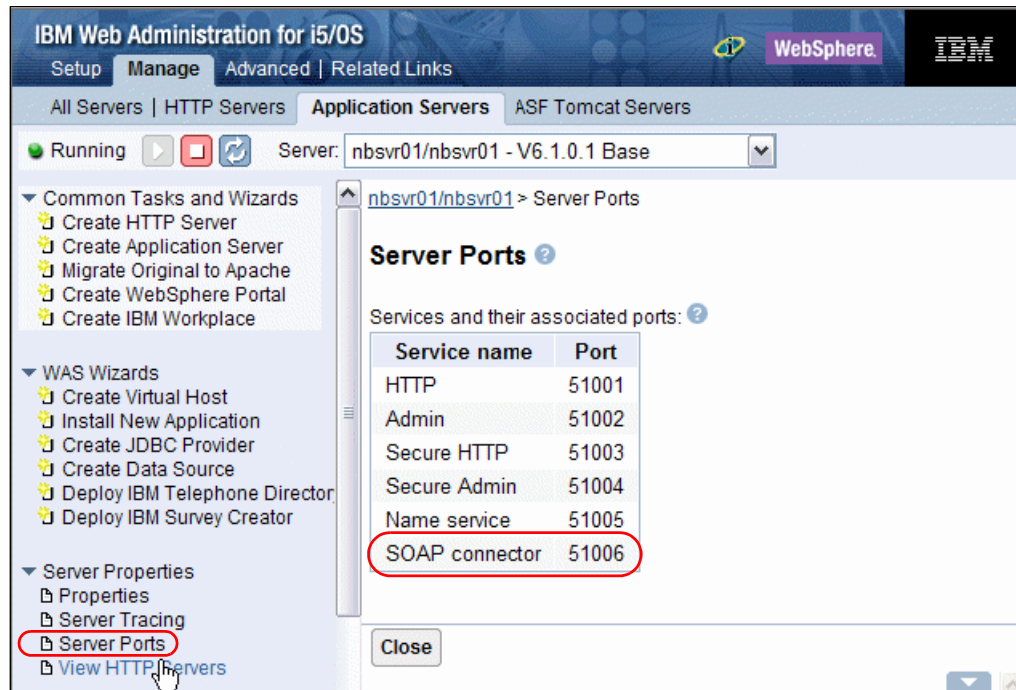 IBM Web Administration for i5/OS
WebSphere. IBM
Setup Manage Advanced | Related Links
All Servers | HTTP Servers Application Servers ASF Tomcat Servers
Running Server: nbsvr01/nbsvr01 - V6.1.0.1 Base
Common Tasks and Wizards
Create HTTP Server
Create Application Server
Migrate Original to Apache
Create WebSphere Portal
Create IBM Workplace
WAS Wizards
Create Virtual Host
Install New Application
Create JDBC Provider
Create Data Source
Deploy IBM Telephone Director
Deploy IBM Survey Creator
Server Properties
Properties
Server Tracing
Server Ports
View HTTP Servers
nbsvr01/nbsvr01 > Server Ports
Server Ports
Services and their associated ports:
Service name Port
HTTP 51001
Admin 51002
Secure HTTP 51003
Secure Admin 51004
Name service 51005
SOAP connector 51006
Close